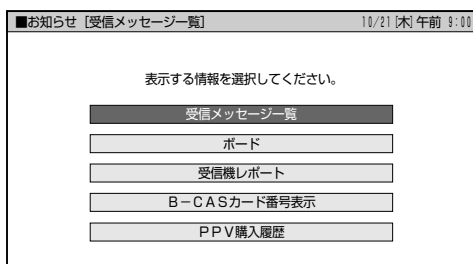 ■お知らせ [受信メッセージ一覧] 10/21[木]午前 9:00
表示する情報を選択してください。
受信メッセージ一覧
ボード
受信機レポート
B－CASカード番号表示
PPV購入履歴